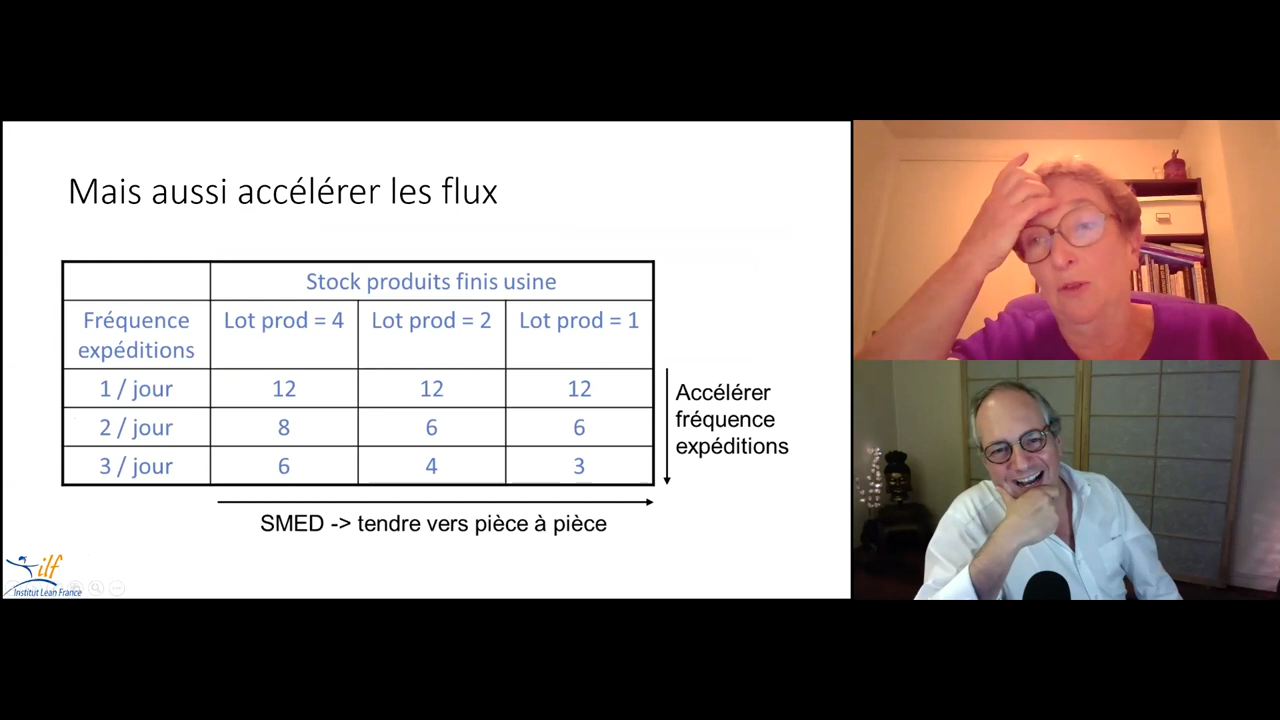 Mais aussi accélérer les flux
Stock produits finis usine
Fréquence
expéditions
Lot prod = 4
Lot prod = 2
Lot prod = 1
1 / jour
12
12
12
2 / jour
8
6
6
3 / jour
6
4
3
Accélérer
fréquence
expéditions
SMED -> tendre vers pièce à pièce
ilf
Institut Lean France